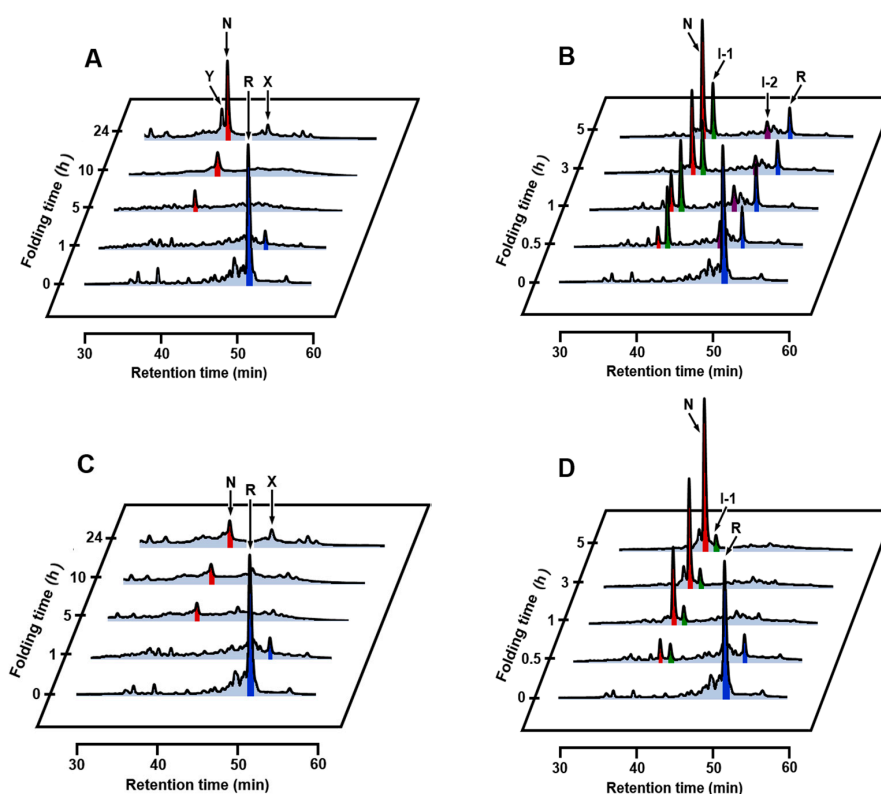 A
N
Y
R
X
24
10
5
1
0
Folding time (h)
30 40 50 60
Retention time (min)
B
N
I-1
I-2
R
5
3
1
0.5
0
Folding time (h)
30 40 50 60
Retention time (min)
C
N
R
X
24
10
5
1
0
Folding time (h)
30 40 50 60
Retention time (min)
D
N
I-1
R
5
3
1
0.5
0
Folding time (h)
30 40 50 60
Retention time (min)